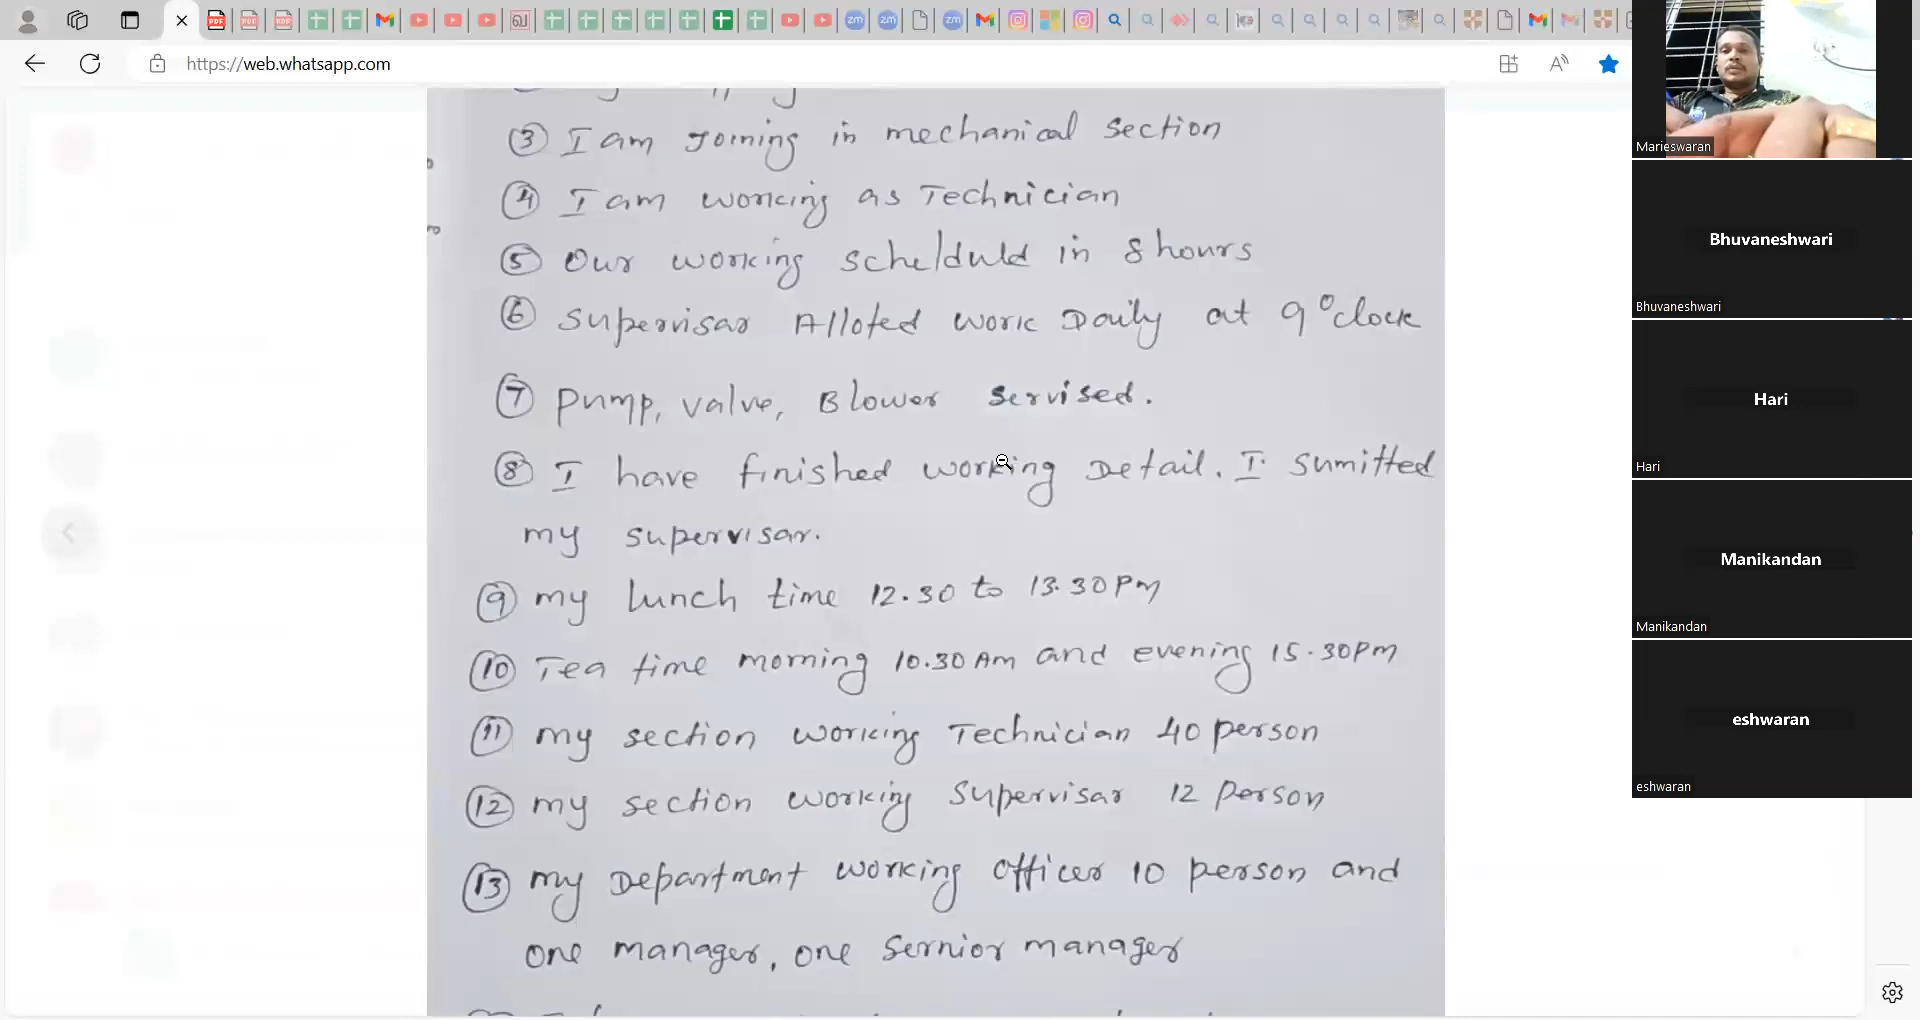 https://web.whatsapp.com
③ I am Joining in mechanical section
④ I am working as Technician
⑤ Our working schelduld in 8 hours
⑥ Supervisar Alloted work Daily at 9 o'clock
⑦ Pump, valve, Blower servised.
⑧ I have finished working Detail. I sumitted
my supervisar.
⑨ my lunch time 12.30 to 13.30 Pm
⑩ Tea time morning 10.30 Am and evening 15.30 pm
⑪ my section working Technician 40 person
⑫ my section working Supervisar 12 person
⑬ my Department working officer 10 person and
one manager, one Sernior manager
Marieswaran
Bhuvaneshwari
Bhuvaneshwari
Hari
Hari
Manikandan
Manikandan
eshwaran
eshwaran